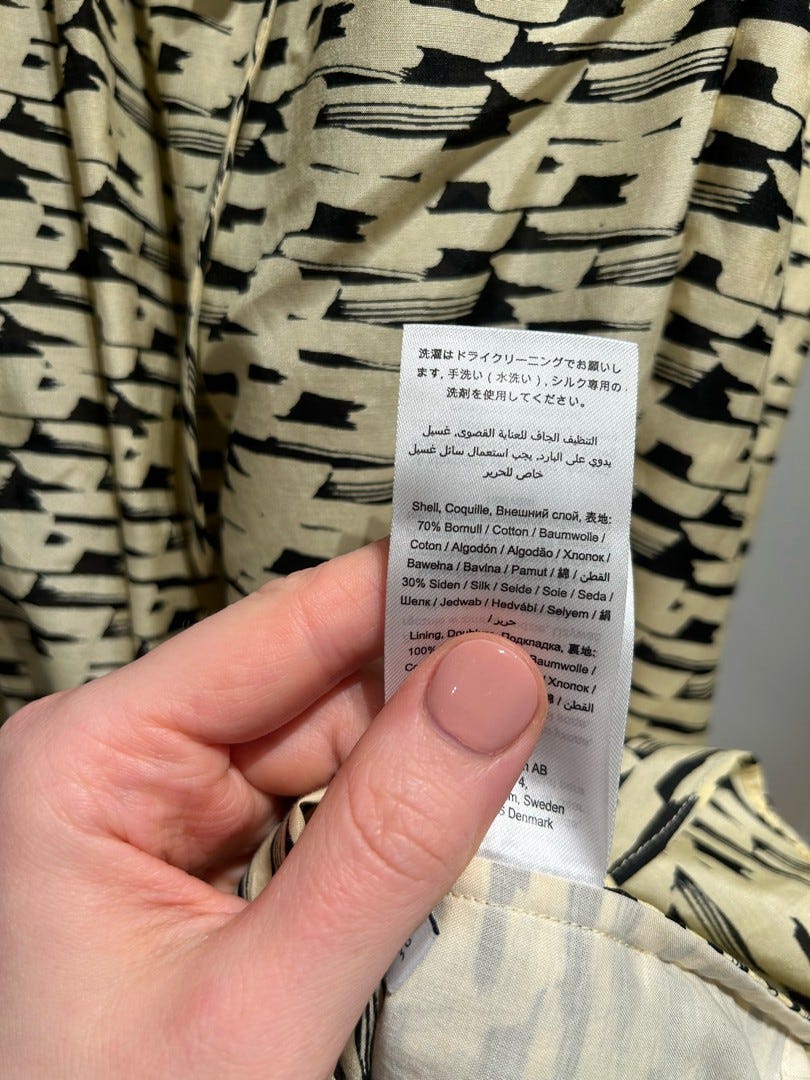 洗濯はドライクリーニングでお願いし
ます, 手洗い ( 水洗い ), シルク専用の
洗剤を使用してください。
التنظيف الجاف للعناية القصوى, غسيل
يدوي على البارد, يجب استعمال سائل غسيل
خاص للحرير
Shell, Coquille, Внешний слой, 表地:
70% Bomull / Cotton / Baumwolle /
Coton / Algodón / Algodão / Хлопок /
Bawełna / Bavlna / Pamut / 綿 / القطن /
30% Siden / Silk / Seide / Soie / Seda /
Шелк / Jedwab / Hedvábí / Selyem / 絹
/ حرير /
Lining, Подкладка, 裏地:
100% Baumwolle /
/ Хлопок /
/ القطن
AB
4,
Sweden
Denmark